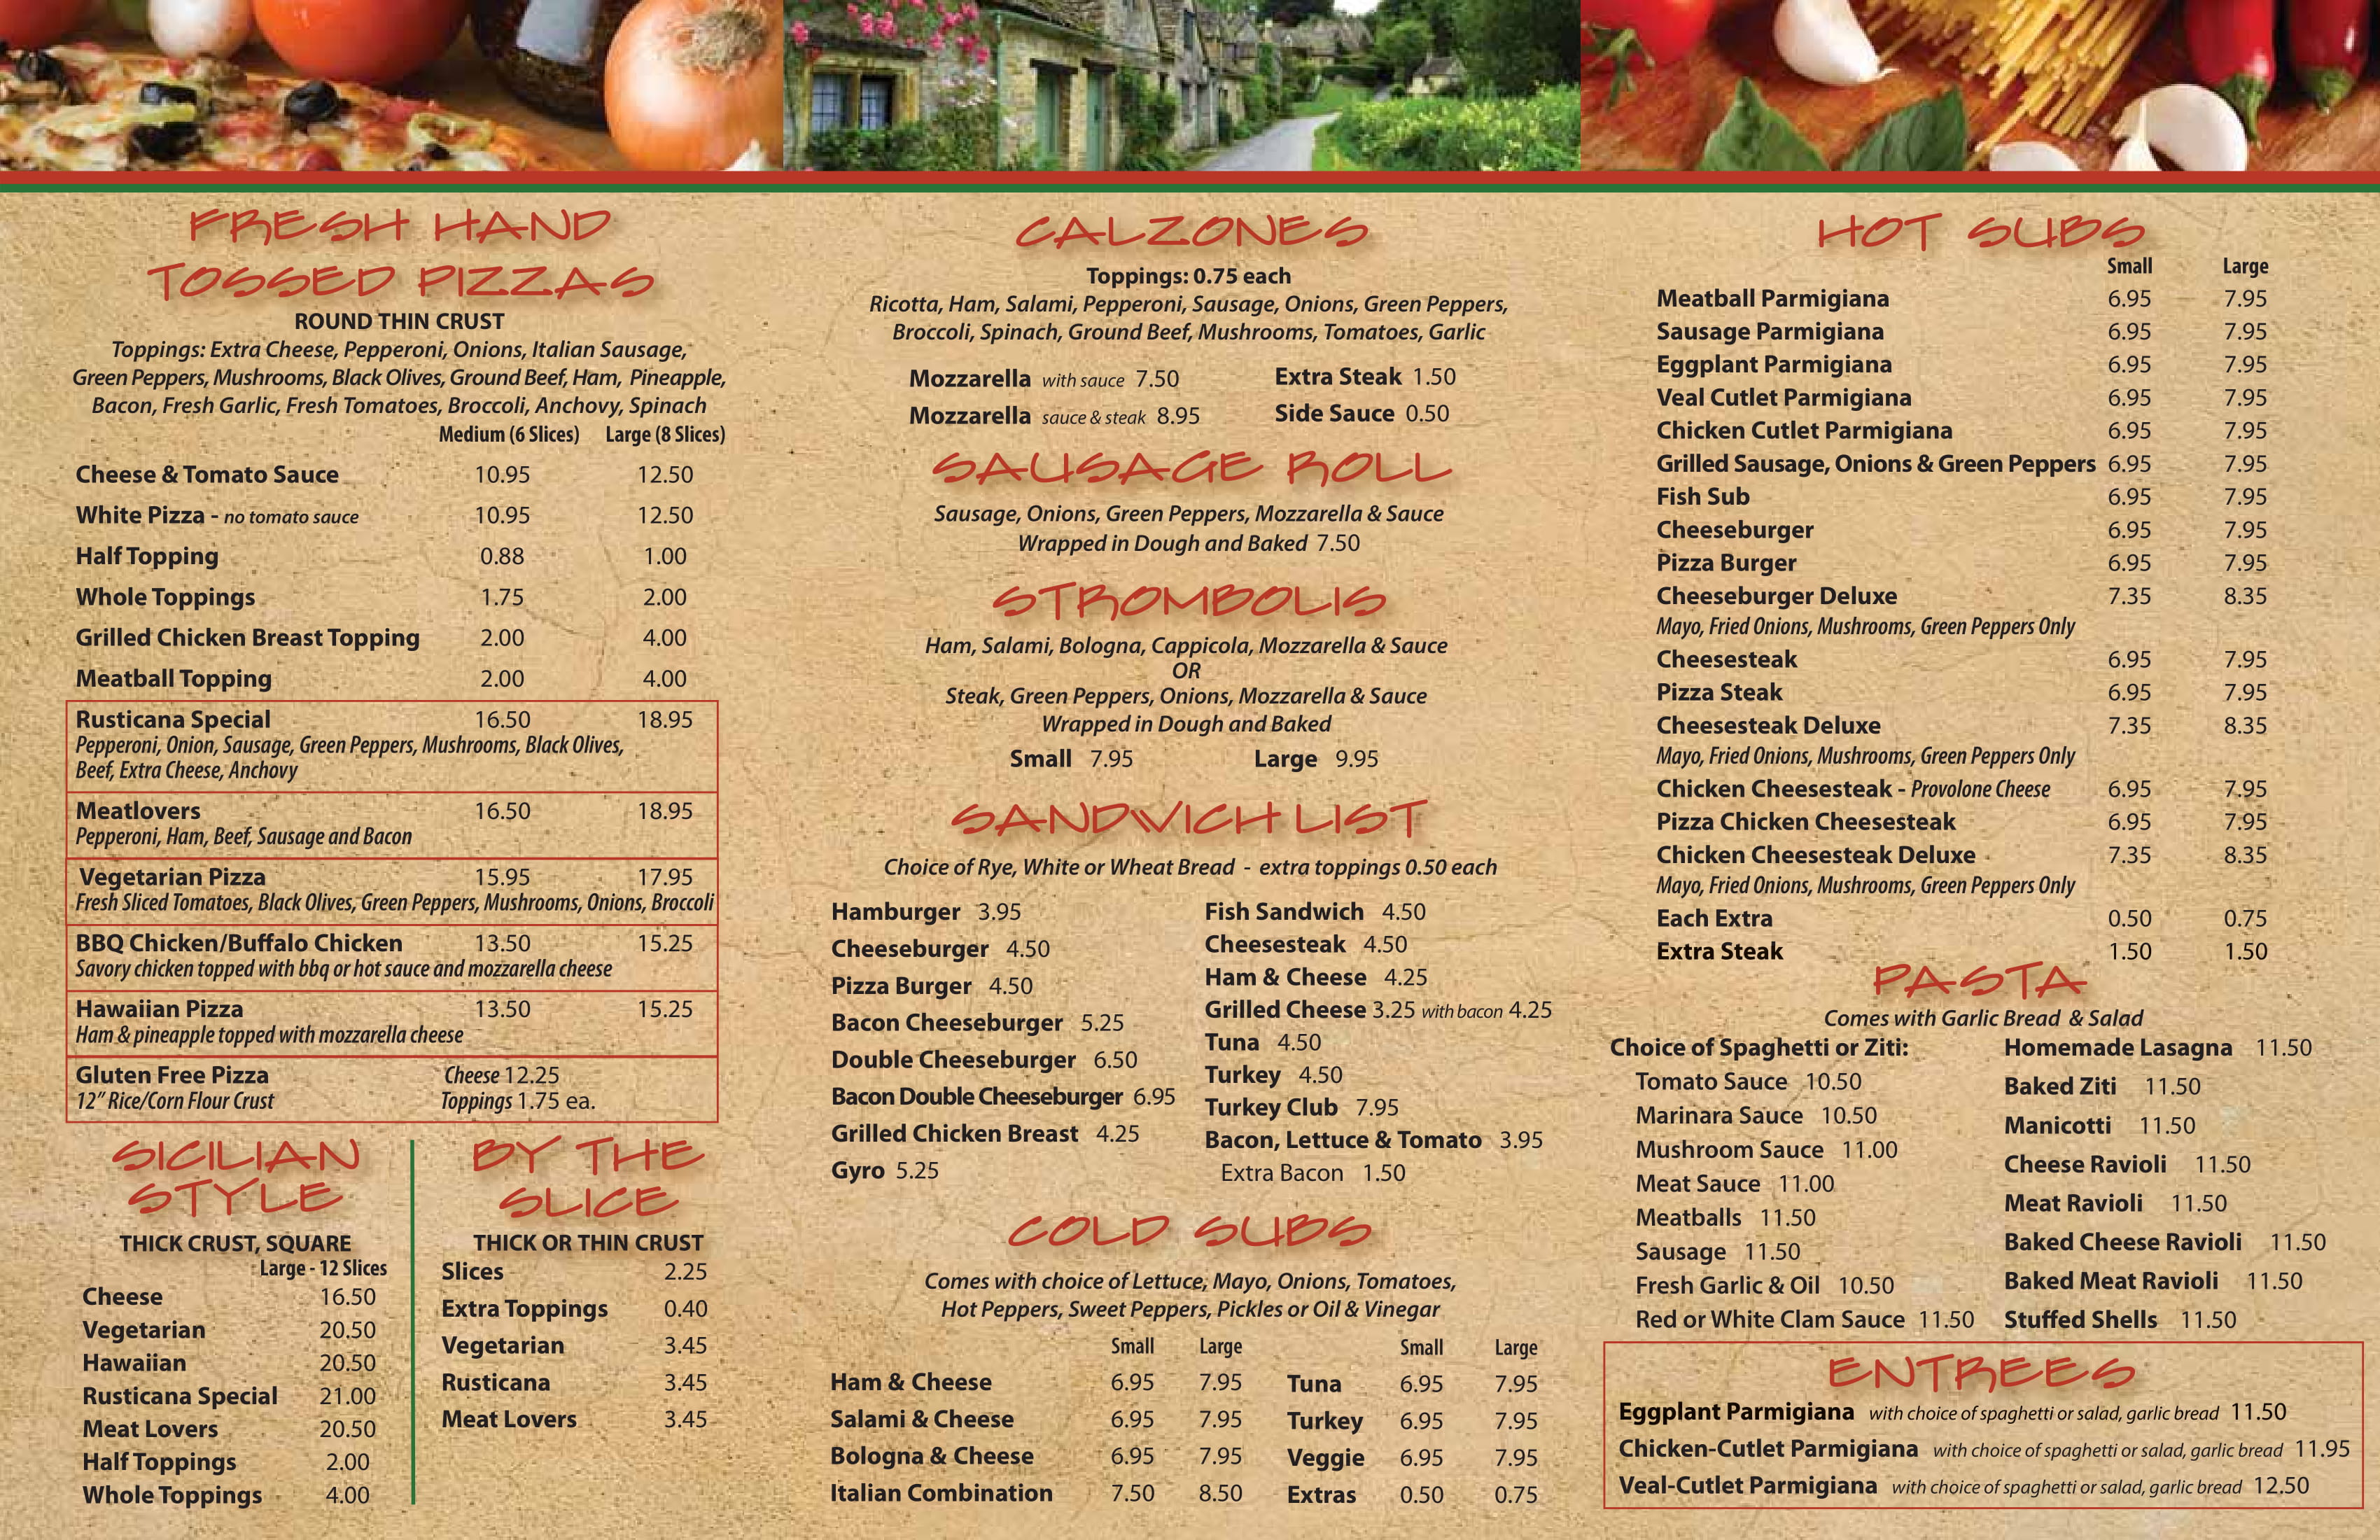 FRESH HAND
TOSSED PIZZAS
ROUND THIN CRUST
Toppings: Extra Cheese, Pepperoni, Onions, Italian Sausage,
Green Peppers, Mushrooms, Black Olives, Ground Beef, Ham, Pineapple,
Bacon, Fresh Garlic, Fresh Tomatoes, Broccoli, Anchovy, Spinach
Medium (6 Slices) Large (8 Slices)
Cheese & Tomato Sauce 10.95 12.50
White Pizza - no tomato sauce 10.95 12.50
Half Topping 0.88 1.00
Whole Toppings 1.75 2.00
Grilled Chicken Breast Topping 2.00 4.00
Meatball Topping 2.00 4.00
Rusticana Special 16.50 18.95
Pepperoni, Onion, Sausage, Green Peppers, Mushrooms, Black Olives,
Beef, Extra Cheese, Anchovy
Meatlovers 16.50 18.95
Pepperoni, Ham, Beef, Sausage and Bacon
Vegetarian Pizza 15.95 17.95
Fresh Sliced Tomatoes, Black Olives, Green Peppers, Mushrooms, Onions, Broccoli
BBQ Chicken/Buffalo Chicken 13.50 15.25
Savory chicken topped with bbq or hot sauce and mozzarella cheese
Hawaiian Pizza 13.50 15.25
Ham & pineapple topped with mozzarella cheese
Gluten Free Pizza Cheese 12.25
12" Rice/Corn Flour Crust Toppings 1.75 ea.
SICILIAN
STYLE
THICK CRUST, SQUARE
Large - 12 Slices
Cheese 16.50
Vegetarian 20.50
Hawaiian 20.50
Rusticana Special 21.00
Meat Lovers 20.50
Half Toppings 2.00
Whole Toppings 4.00
BY THE
SLICE
THICK OR THIN CRUST
Slices 2.25
Extra Toppings 0.40
Vegetarian 3.45
Rusticana 3.45
Meat Lovers 3.45
CALZONES
Toppings: 0.75 each
Ricotta, Ham, Salami, Pepperoni, Sausage, Onions, Green Peppers,
Broccoli, Spinach, Ground Beef, Mushrooms, Tomatoes, Garlic
Mozzarella with sauce 7.50 Extra Steak 1.50
Mozzarella sauce & steak 8.95 Side Sauce 0.50
SAUSAGE ROLL
Sausage, Onions, Green Peppers, Mozzarella & Sauce
Wrapped in Dough and Baked 7.50
STROMBOLIS
Ham, Salami, Bologna, Cappicola, Mozzarella & Sauce
OR
Steak, Green Peppers, Onions, Mozzarella & Sauce
Wrapped in Dough and Baked
Small 7.95 Large 9.95
SANDWICH LIST
Choice of Rye, White or Wheat Bread - extra toppings 0.50 each
Hamburger 3.95
Cheeseburger 4.50
Pizza Burger 4.50
Bacon Cheeseburger 5.25
Double Cheeseburger 6.50
Bacon Double Cheeseburger 6.95
Grilled Chicken Breast 4.25
Gyro 5.25
Fish Sandwich 4.50
Cheesesteak 4.50
Ham & Cheese 4.25
Grilled Cheese 3.25 with bacon 4.25
Tuna 4.50
Turkey 4.50
Turkey Club 7.95
Bacon, Lettuce & Tomato 3.95
Extra Bacon 1.50
COLD SUBS
Comes with choice of Lettuce, Mayo, Onions, Tomatoes,
Hot Peppers, Sweet Peppers, Pickles or Oil & Vinegar
Small Large Small Large
Ham & Cheese 6.95 7.95 Tuna 6.95 7.95
Salami & Cheese 6.95 7.95 Turkey 6.95 7.95
Bologna & Cheese 6.95 7.95 Veggie 6.95 7.95
Italian Combination 7.50 8.50 Extras 0.50 0.75
HOT SUBS
Small Large
Meatball Parmigiana 6.95 7.95
Sausage Parmigiana 6.95 7.95
Eggplant Parmigiana 6.95 7.95
Veal Cutlet Parmigiana 6.95 7.95
Chicken Cutlet Parmigiana 6.95 7.95
Grilled Sausage, Onions & Green Peppers 6.95 7.95
Fish Sub 6.95 7.95
Cheeseburger 6.95 7.95
Pizza Burger 6.95 7.95
Cheeseburger Deluxe 7.35 8.35
Mayo, Fried Onions, Mushrooms, Green Peppers Only
Cheesesteak 6.95 7.95
Pizza Steak 6.95 7.95
Cheesesteak Deluxe 7.35 8.35
Mayo, Fried Onions, Mushrooms, Green Peppers Only
Chicken Cheesesteak - Provolone Cheese 6.95 7.95
Pizza Chicken Cheesesteak 6.95 7.95
Chicken Cheesesteak Deluxe 7.35 8.35
Mayo, Fried Onions, Mushrooms, Green Peppers Only
Each Extra 0.50 0.75
Extra Steak 1.50 1.50
PASTA
Comes with Garlic Bread & Salad
Choice of Spaghetti or Ziti:
Tomato Sauce 10.50
Marinara Sauce 10.50
Mushroom Sauce 11.00
Meat Sauce 11.00
Meatballs 11.50
Sausage 11.50
Fresh Garlic & Oil 10.50
Red or White Clam Sauce 11.50
Homemade Lasagna 11.50
Baked Ziti 11.50
Manicotti 11.50
Cheese Ravioli 11.50
Meat Ravioli 11.50
Baked Cheese Ravioli 11.50
Baked Meat Ravioli 11.50
Stuffed Shells 11.50
ENTREES
Eggplant Parmigiana with choice of spaghetti or salad, garlic bread 11.50
Chicken-Cutlet Parmigiana with choice of spaghetti or salad, garlic bread 11.95
Veal-Cutlet Parmigiana with choice of spaghetti or salad, garlic bread 12.50